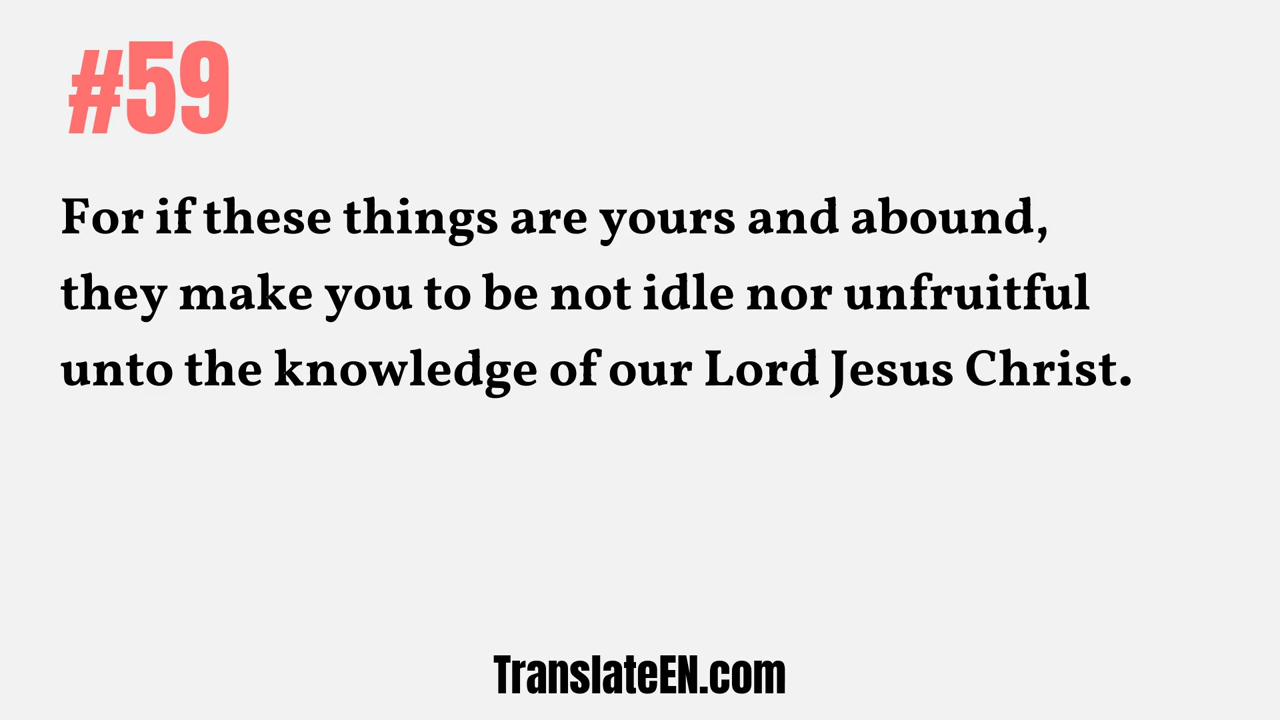 #59
For if these things are yours and abound,
they make you to be not idle nor unfruitful
unto the knowledge of our Lord Jesus Christ.
TranslateEN.com